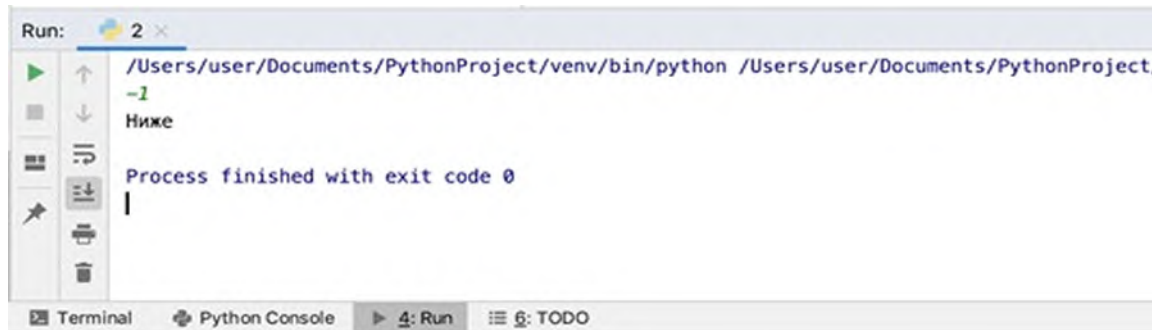 Run: 2
/Users/user/Documents/PythonProject/venv/bin/python /Users/user/Documents/PythonProject/
-1
Ниже
Process finished with exit code 0
Terminal Python Console 4: Run 6: TODO